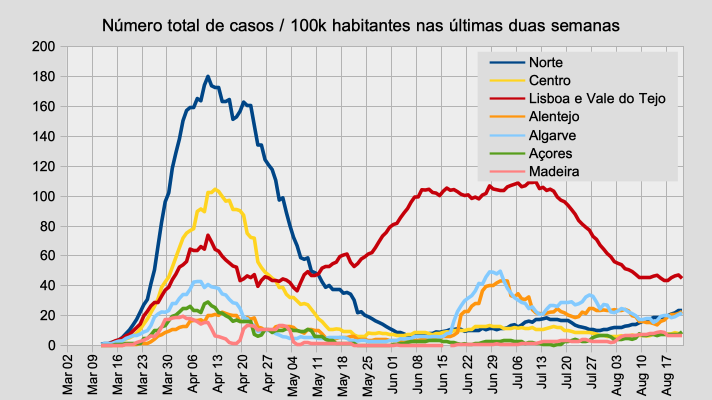 Número total de casos / 100k habitantes nas últimas duas semanas
200
180
160
140
120
100
80
60
40
20
0
Norte
Centro
Lisboa e Vale do Tejo
Alentejo
Algarve
Açores
Madeira
Mar 02
Mar 09
Mar 16
Mar 23
Mar 30
Apr 06
Apr 13
Apr 20
Apr 27
May 04
May 11
May 18
May 25
Jun 01
Jun 08
Jun 15
Jun 22
Jun 29
Jul 06
Jul 13
Jul 20
Jul 27
Aug 03
Aug 10
Aug 17